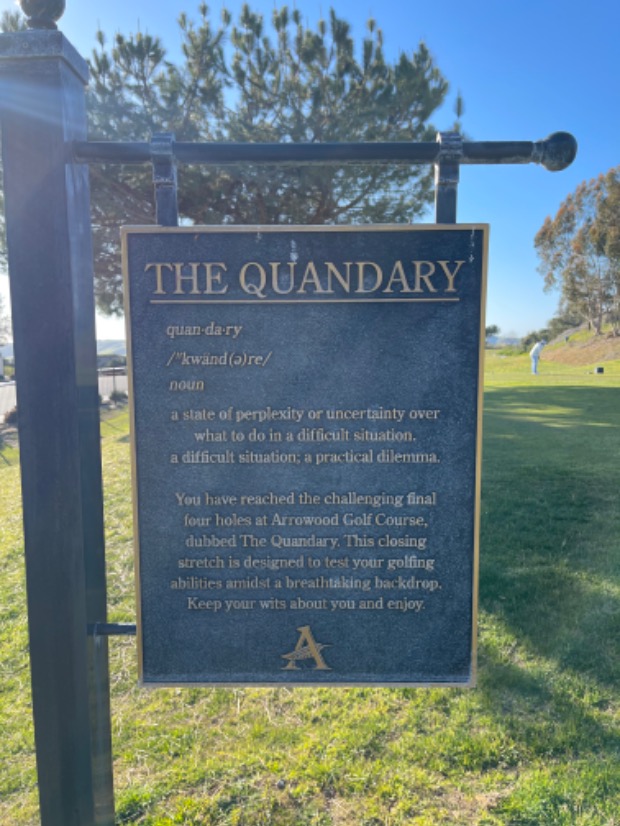 THE QUANDARY
quan·da·ry
/ˈkwänd(ə)rē/
noun
a state of perplexity or uncertainty over
what to do in a difficult situation.
a difficult situation; a practical dilemma.
You have reached the challenging final
four holes at Arrowood Golf Course,
dubbed The Quandary. This closing
stretch is designed to test your golfing
abilities amidst a breathtaking backdrop.
Keep your wits about you and enjoy.
A